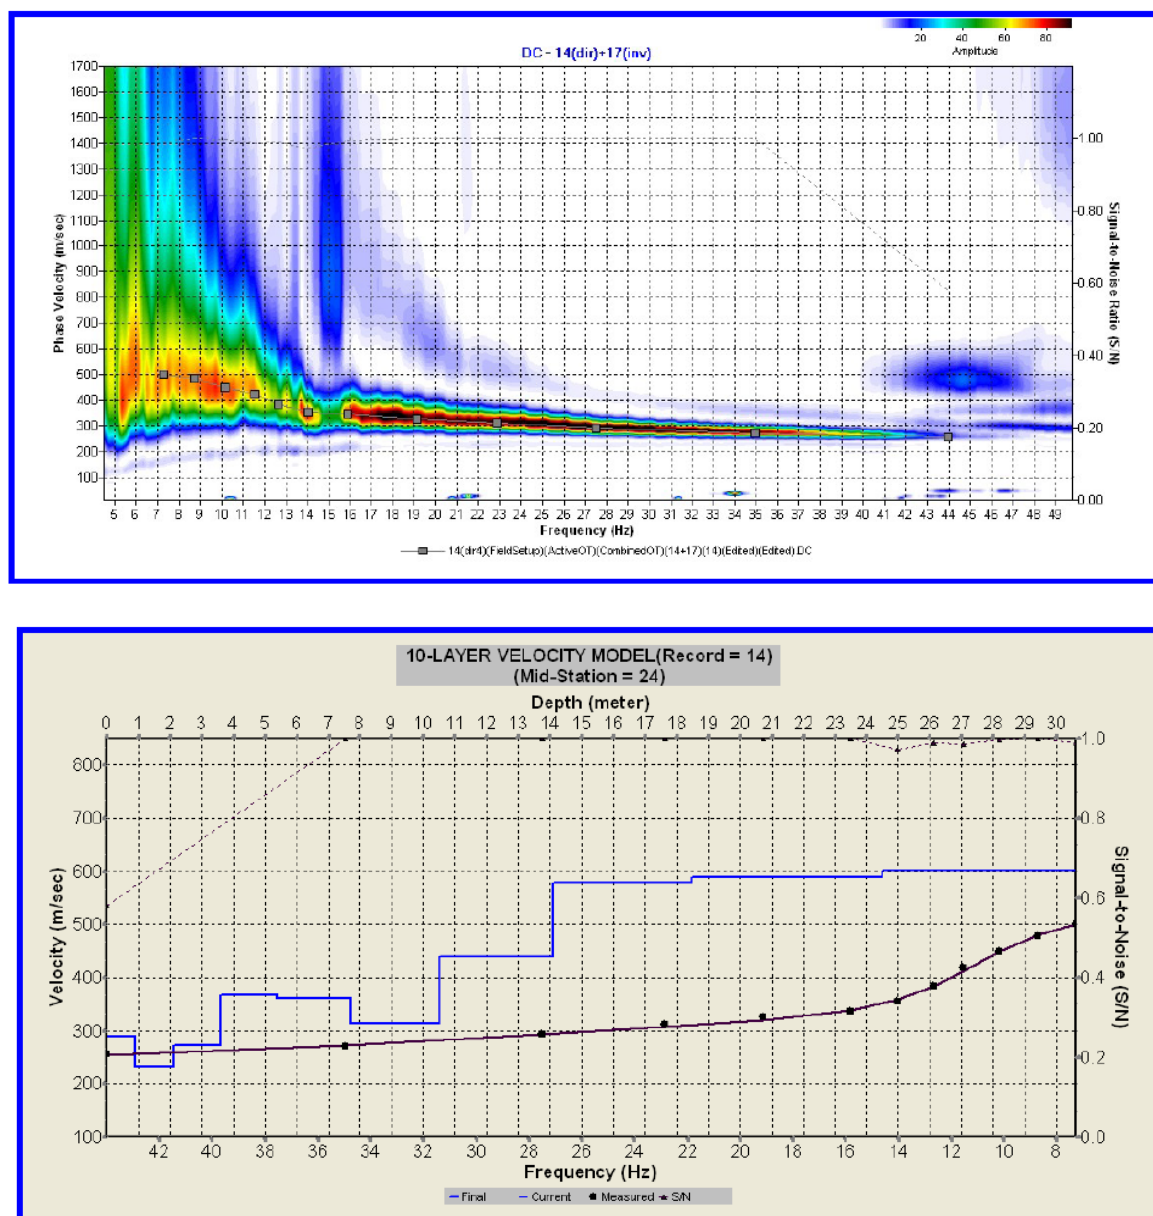 20 40 60 80
Amplitude
DC - 14(dir)+17(inv)
Phase Velocity (m/sec)
1700
1600
1500
1400
1300
1200
1100
1000
900
800
700
600
500
400
300
200
100
1.00
0.80
0.60
0.40
0.20
0.00
Signal-to-Noise Ratio (S/N)
5 6 7 8 9 10 11 12 13 14 15 16 17 18 19 20 21 22 23 24 25 26 27 28 29 30 31 32 33 34 35 36 37 38 39 40 41 42 43 44 45 46 47 48 49
Frequency (Hz)
14(dir4)(FieldSetup)(ActiveOT)(CombinedOT)(14+17)(14)(Edited)(Edited).DC
10-LAYER VELOCITY MODEL(Record = 14)
(Mid-Station = 24)
Depth (meter)
0 1 2 3 4 5 6 7 8 9 10 11 12 13 14 15 16 17 18 19 20 21 22 23 24 25 26 27 28 29 30
Velocity (m/sec)
800
700
600
500
400
300
200
100
1.0
0.8
0.6
0.4
0.2
0.0
Signal-to-Noise (S/N)
42 40 38 36 34 32 30 28 26 24 22 20 18 16 14 12 10 8
Frequency (Hz)
Final Current Measured S/N